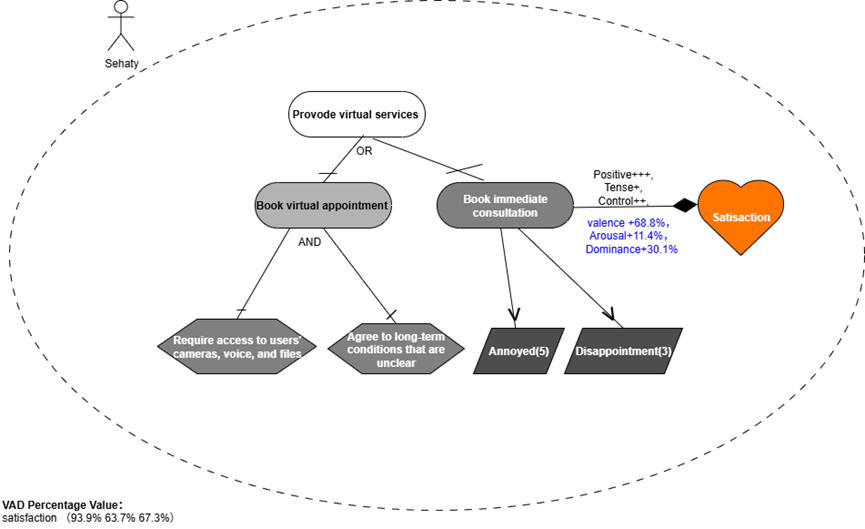 Sehaty
Provode virtual services
OR
Book virtual appointment
Book immediate
consultation
Positive+++,
Tense+,
Control++,
valence +68.8%，
Arousal+11.4%，
Dominance+30.1%
Satisaction
AND
Require access to users'
cameras, voice, and files
Agree to long-term
conditions that are
unclear
Annoyed(5)
Disappointment(3)
VAD Percentage Value：
satisfaction （93.9% 63.7% 67.3%）